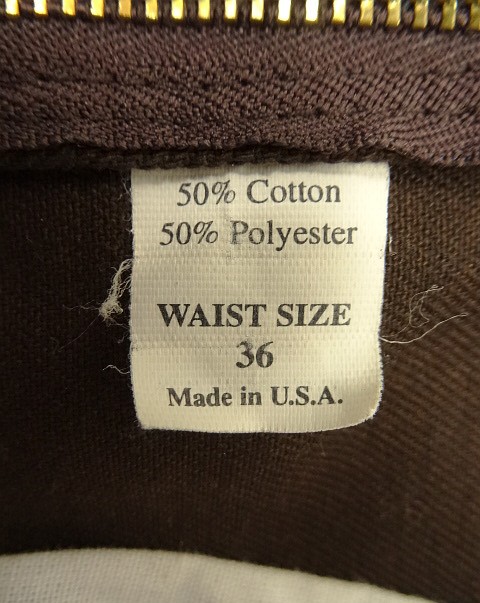 50% Cotton
50% Polyester
WAIST SIZE
36
Made in U.S.A.